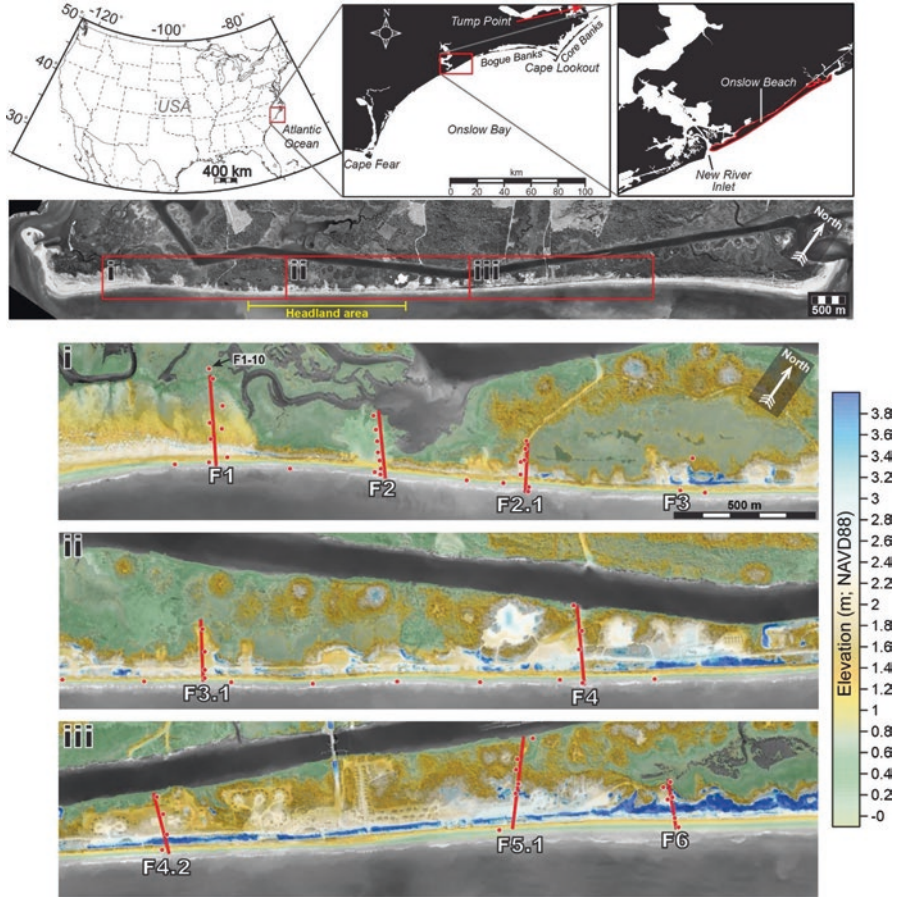 50
-120
-100
-80
40
30
USA
Atlantic
Ocean
400 km
Tump Point
Core Banks
Bogue Banks
Cape Lookout
Onslow Bay
Cape Fear
km
0 20 40 60 80 100
Onslow Beach
New River
Inlet
i
ii
iii
North
Headland area
500 m
i
F1-10
North
F1
F2
F2.1
F3
500 m
ii
F3.1
F4
iii
F4.2
F5.1
F6
Elevation (m; NAVD88)
3.8
3.6
3.4
3.2
3
2.8
2.6
2.4
2.2
2
1.8
1.6
1.4
1.2
1
0.8
0.6
0.4
0.2
-0